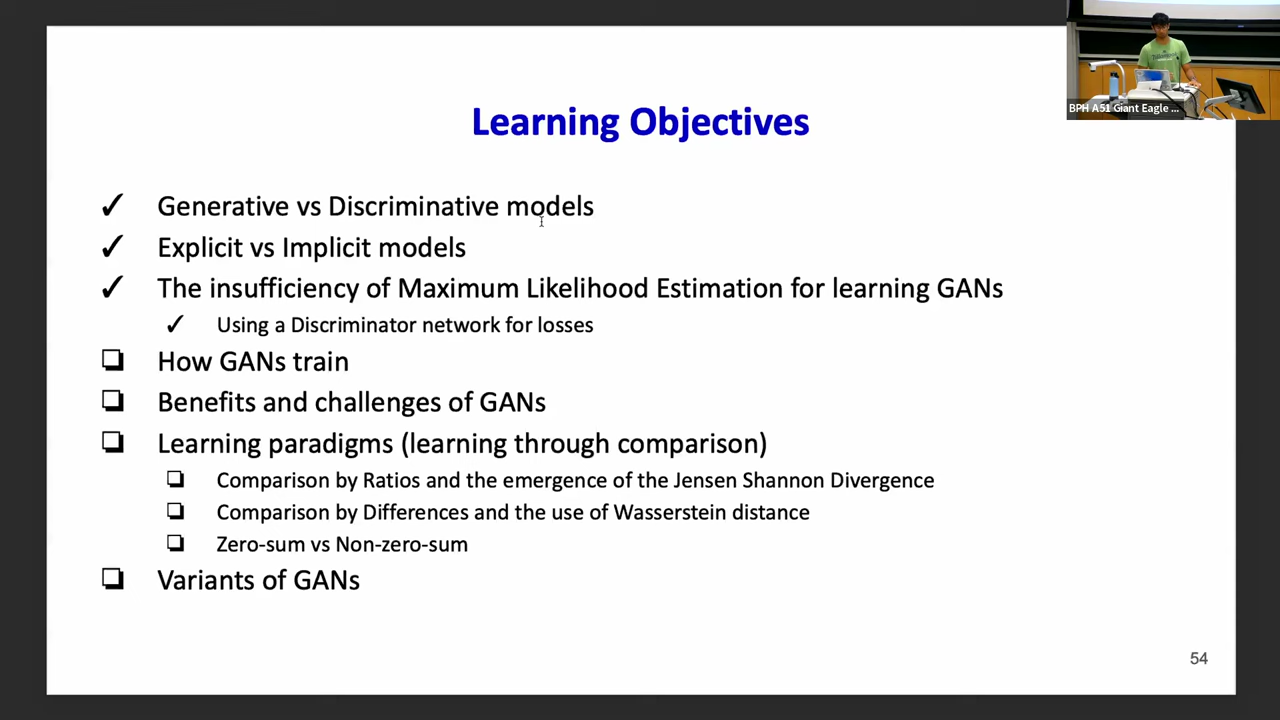 Learning Objectives
✓ Generative vs Discriminative models
✓ Explicit vs Implicit models
✓ The insufficiency of Maximum Likelihood Estimation for learning GANs
✓ Using a Discriminator network for losses
❏ How GANs train
❏ Benefits and challenges of GANs
❏ Learning paradigms (learning through comparison)
❏ Comparison by Ratios and the emergence of the Jensen Shannon Divergence
❏ Comparison by Differences and the use of Wasserstein distance
❏ Zero-sum vs Non-zero-sum
❏ Variants of GANs
54
BPH A51 Giant Eagle ...